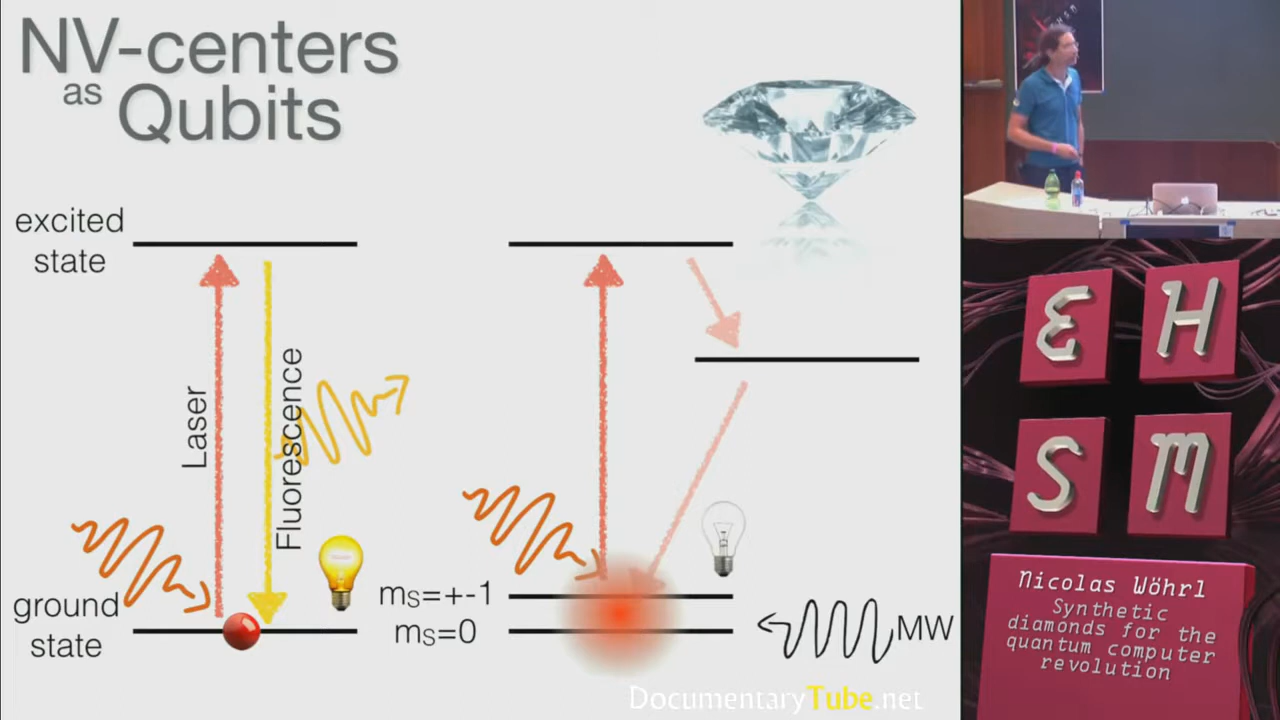 NV-centers
as Qubits
excited
state
Laser
Fluorescence
ground
state
mS=+-1
mS=0
MW
DocumentaryTube.net
E H
S M
Nicolas Wöhrl
Synthetic
diamonds for the
quantum computer
revolution